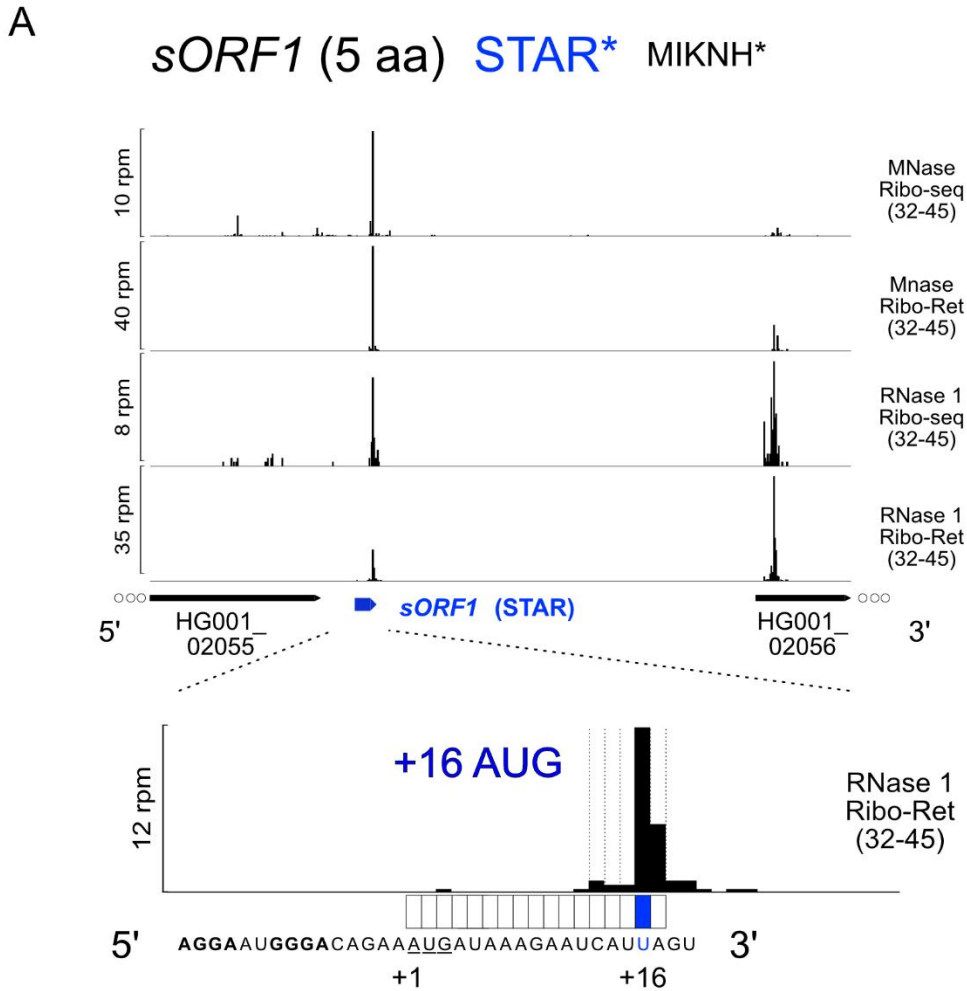 A
sORF1 (5 aa) STAR* MIKNH*
10 rpm
MNase
Ribo-seq
(32-45)
40 rpm
Mnase
Ribo-Ret
(32-45)
8 rpm
RNase 1
Ribo-seq
(32-45)
35 rpm
RNase 1
Ribo-Ret
(32-45)
5'
HG001_
02055
sORF1 (STAR)
HG001_
02056
3'
+16 AUG
12 rpm
RNase 1
Ribo-Ret
(32-45)
5' AGGAAUGGGGACAGAAAUGAUAAAGAAUCAUUAGU 3'
+1 +16